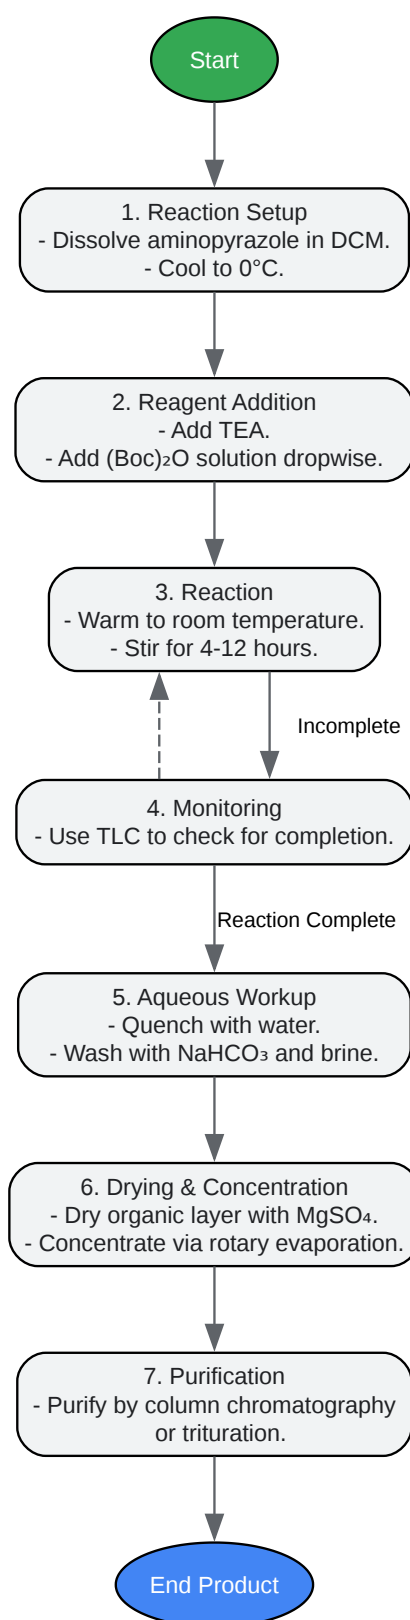 Start
1. Reaction Setup
- Dissolve aminopyrazole in DCM.
- Cool to 0°C.
2. Reagent Addition
- Add TEA.
- Add (Boc)₂O solution dropwise.
3. Reaction
- Warm to room temperature.
- Stir for 4-12 hours.
Incomplete
4. Monitoring
- Use TLC to check for completion.
Reaction Complete
5. Aqueous Workup
- Quench with water.
- Wash with NaHCO₃ and brine.
6. Drying & Concentration
- Dry organic layer with MgSO₄.
- Concentrate via rotary evaporation.
7. Purification
- Purify by column chromatography
or trituration.
End Product